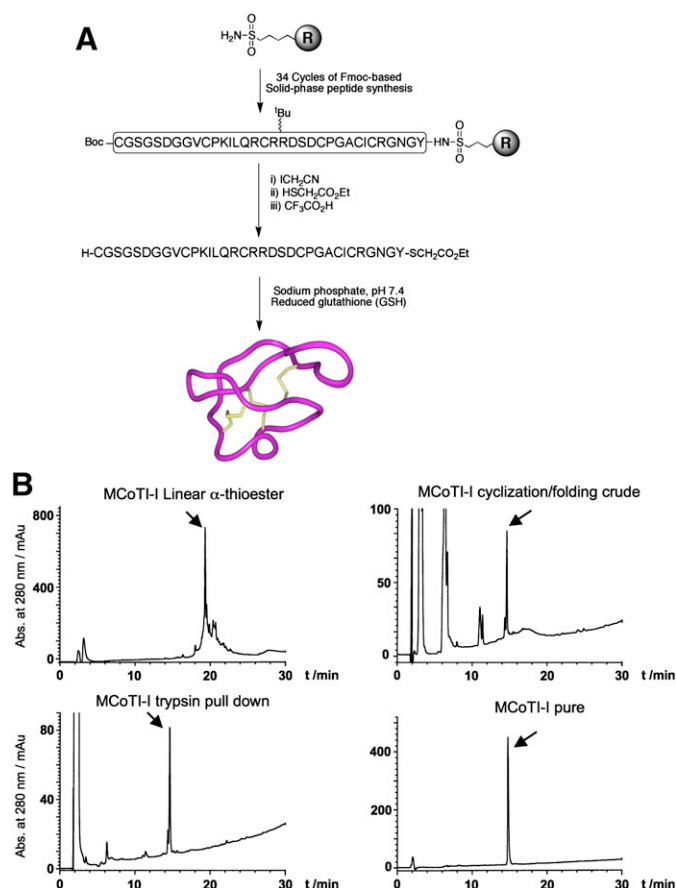 A
H₂N
O
S
O
R
34 Cycles of Fmoc-based
Solid-phase peptide synthesis
ᵗBu
Boc-CGSGSDGGVCPKILQRCRRDSDCPGACICRGNGY-HN
O
S
O
R
i) ICH₂CN
ii) HSCH₂CO₂Et
iii) CF₃CO₂H
H-CGSGSDGGVCPKILQRCRRDSDCPGACICRGNGY-SCH₂CO₂Et
Sodium phosphate, pH 7.4
Reduced glutathione (GSH)
B
MCoTI-I Linear α-thioester
Abs. at 280 nm / mAu
800
400
0
0 10 20 30 t /min
MCoTI-I cyclization/folding crude
100
50
0
0 10 20 30 t /min
MCoTI-I trypsin pull down
Abs. at 280 nm / mAu
80
40
0
0 10 20 30 t /min
MCoTI-I pure
400
200
0
0 10 20 30 t /min